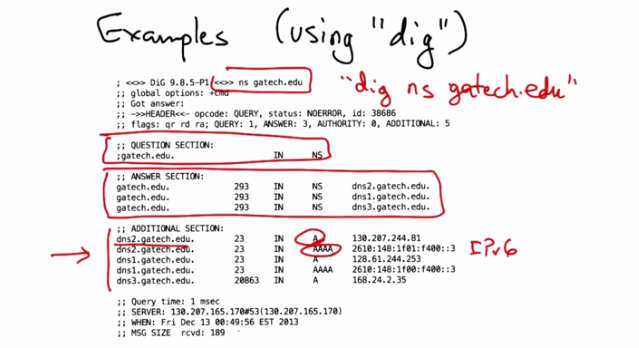 Examples (using "dig")
; <<>> DiG 9.8.5-P1 <<>> ns gatech.edu
"dig ns gatech.edu"
;; global options: +cmd
;; Got answer:
;; ->>HEADER<<- opcode: QUERY, status: NOERROR, id: 38686
;; flags: qr rd ra; QUERY: 1, ANSWER: 3, AUTHORITY: 0, ADDITIONAL: 5
;; QUESTION SECTION:
;gatech.edu. IN NS
;; ANSWER SECTION:
gatech.edu. 293 IN NS dns2.gatech.edu.
gatech.edu. 293 IN NS dns1.gatech.edu.
gatech.edu. 293 IN NS dns3.gatech.edu.
;; ADDITIONAL SECTION:
dns2.gatech.edu. 23 IN A 130.207.244.81
dns2.gatech.edu. 23 IN AAAA 2610:148:1f01:f400::3 IPv6
dns1.gatech.edu. 23 IN A 128.61.244.253
dns1.gatech.edu. 23 IN AAAA 2610:148:1f00:f400::3
dns3.gatech.edu. 20863 IN A 168.24.2.35
;; Query time: 1 msec
;; SERVER: 130.207.165.170#53(130.207.165.170)
;; WHEN: Fri Dec 13 00:49:56 EST 2013
;; MSG SIZE rcvd: 189